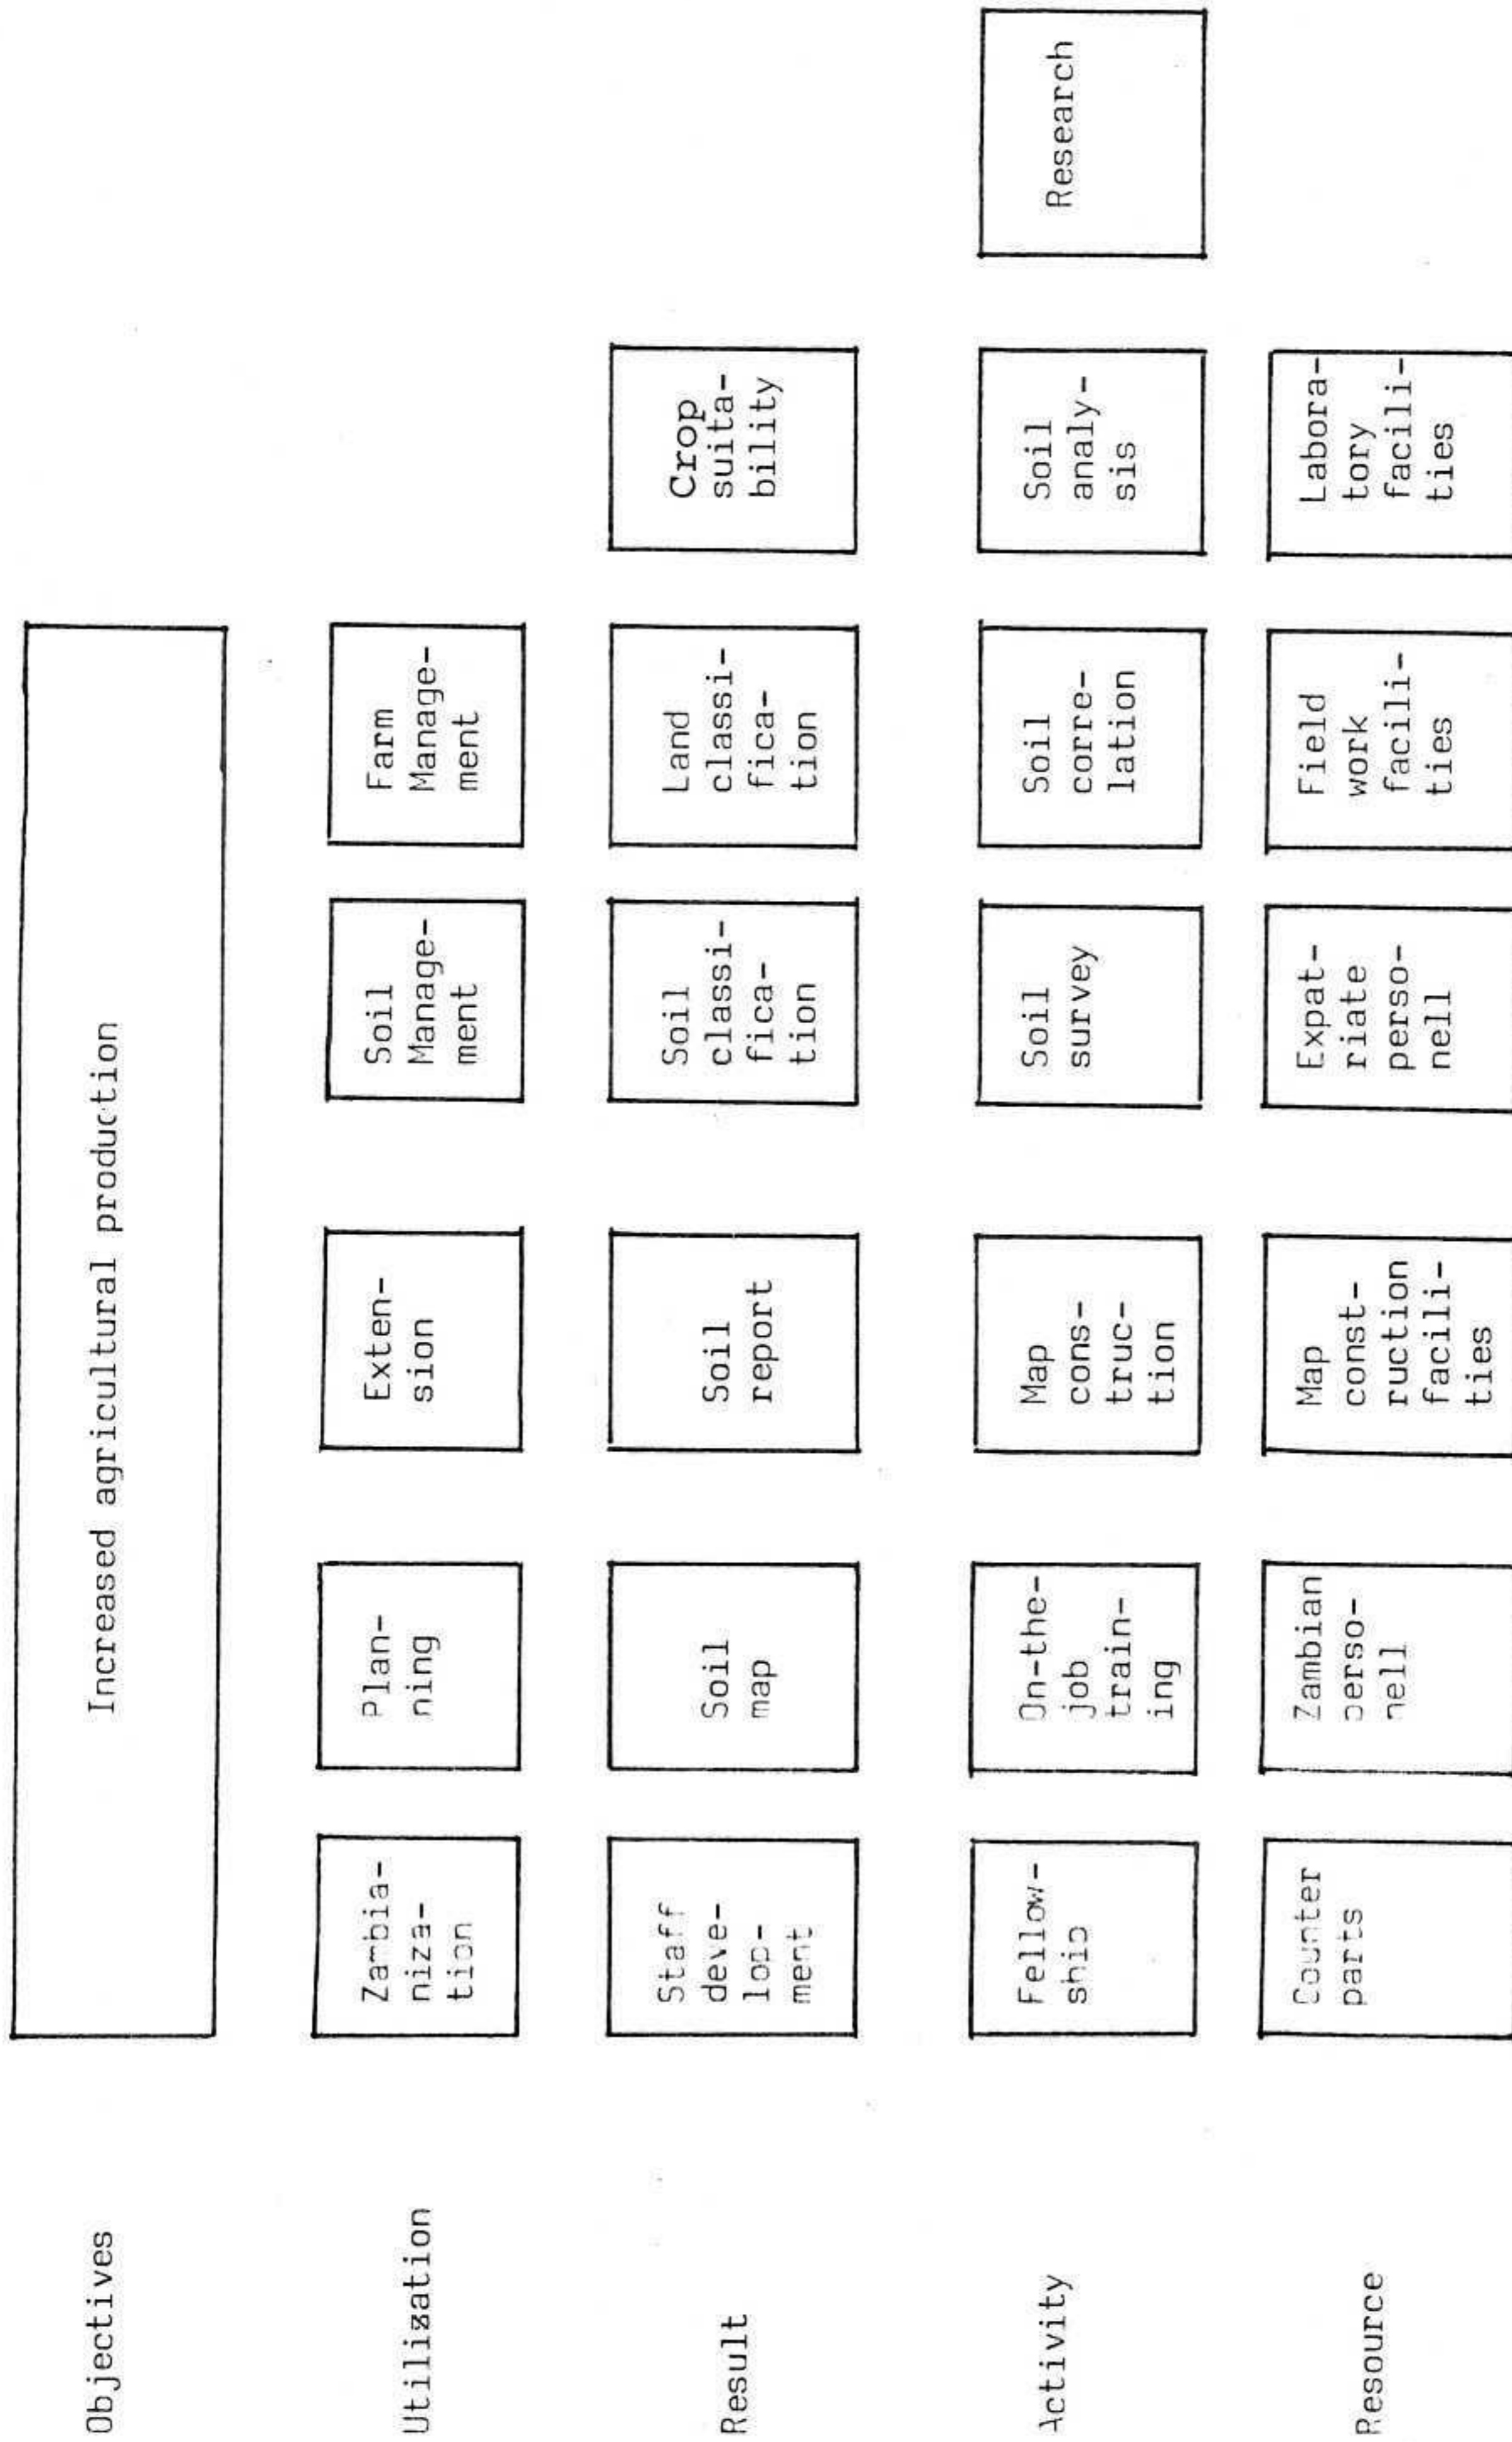 Objectives
Increased agricultural production
Utilization
Zambia-
niza-
tion
Plan-
ning
Exten-
sion
Soil
Manage-
ment
Farm
Manage-
ment
Result
Staff
deve-
lop-
ment
Soil
map
Soil
report
Soil
classi-
fica-
tion
Land
classi-
fica-
tion
Crop
suita-
bility
Activity
Fellow-
ship
On-the-
job
train-
ing
Map
cons-
truc-
tion
Soil
survey
Soil
corre-
lation
Soil
analy-
sis
Research
Resource
Counter
parts
Zambian
perso-
nell
Map
const-
ruction
facili-
ties
Expat-
riate
perso-
nell
Field
work
facili-
ties
Labora-
tory
facili-
ties